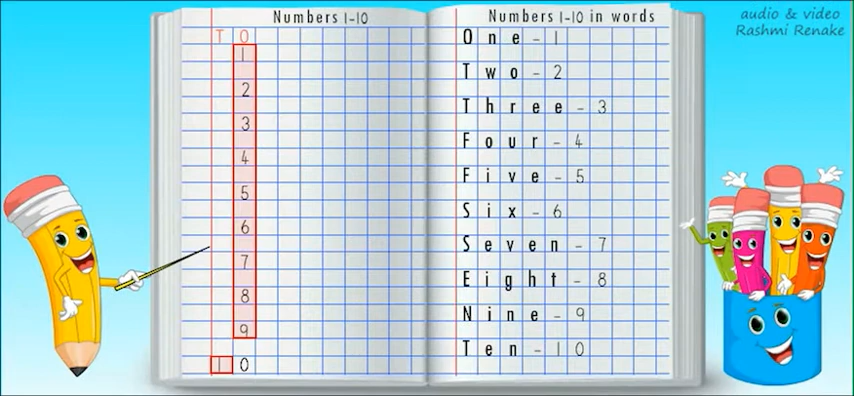 Numbers 1-10
T O
1
2
3
4
5
6
7
8
9
1 0
Numbers 1-10 in words
One - 1
Two - 2
Three - 3
Four - 4
Five - 5
Six - 6
Seven - 7
Eight - 8
Nine - 9
Ten - 10
audio & video
Rashmi Renake